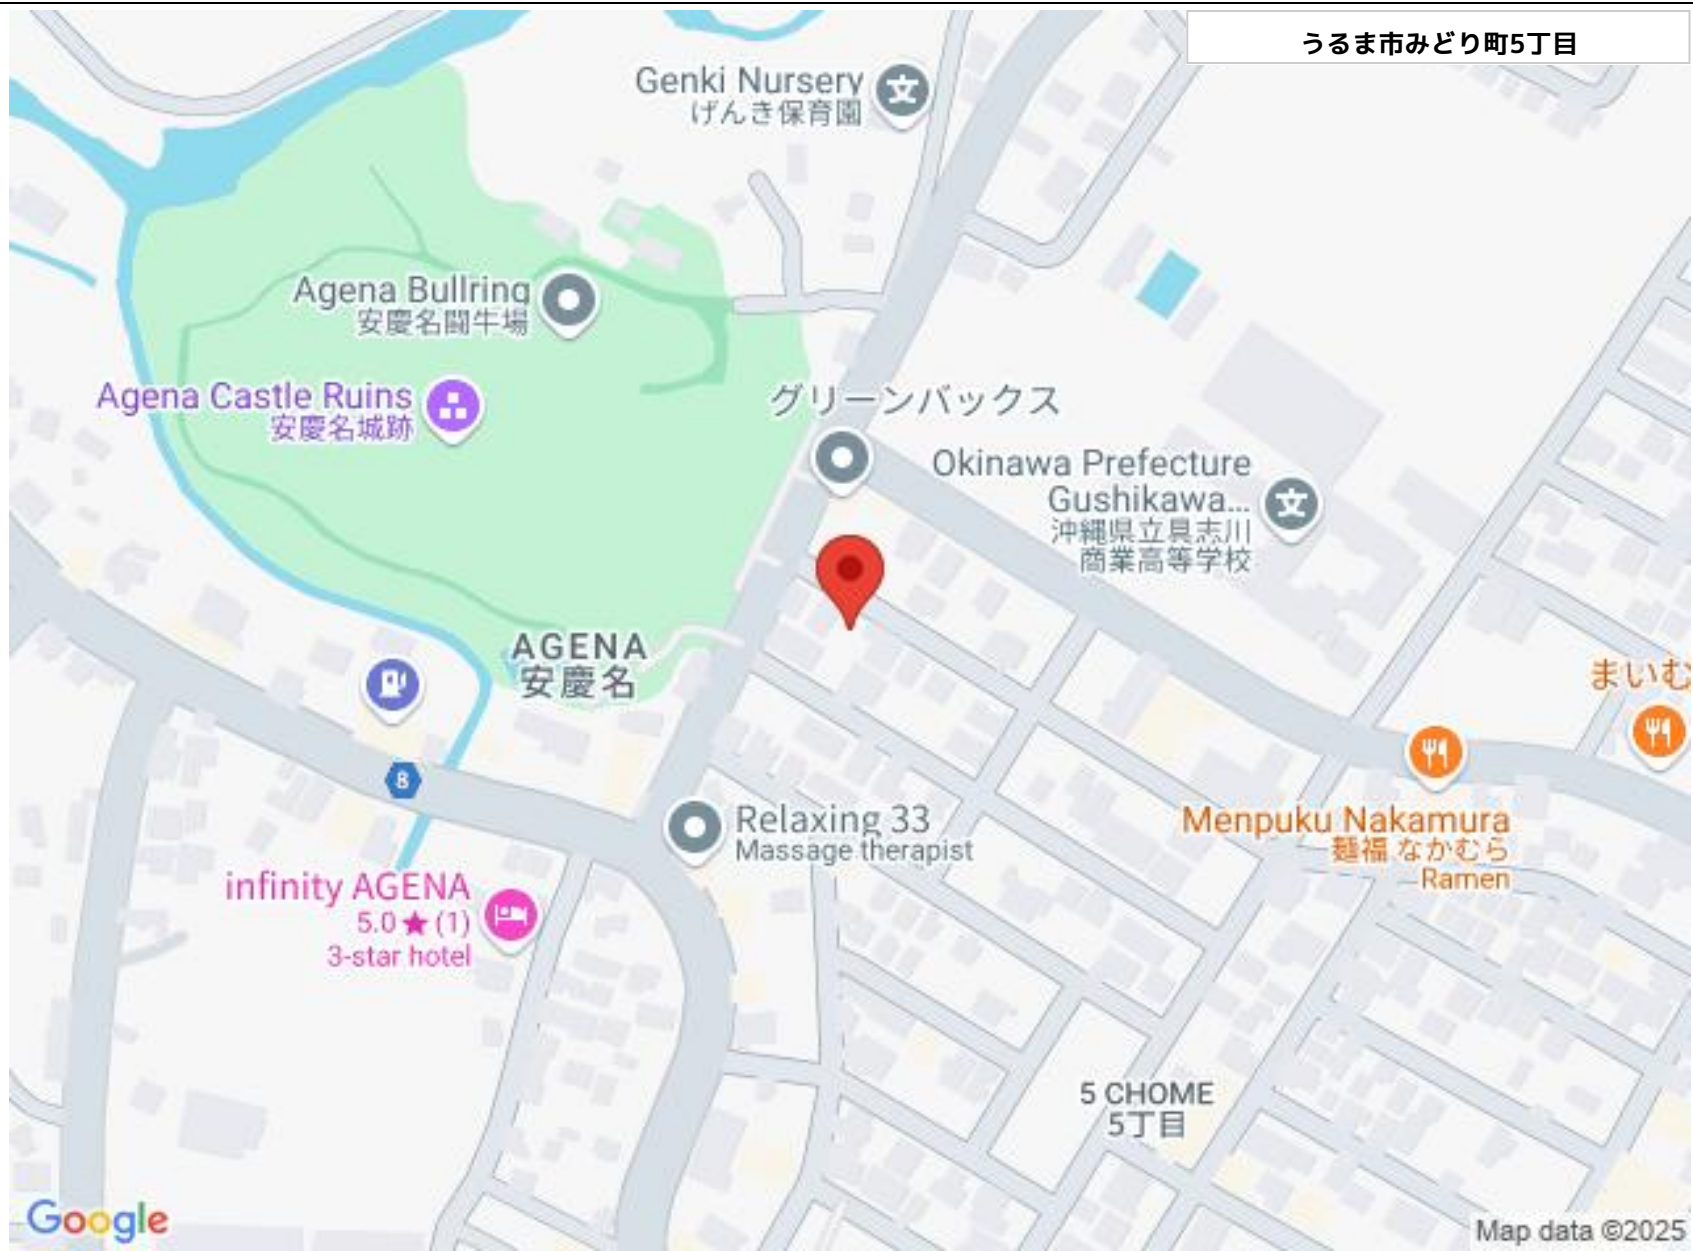 うるま市みどり町5丁目
Genki Nursery
げんき保育園
Agena Bullring
安慶名闘牛場
Agena Castle Ruins
安慶名城跡
グリーンバックス
Okinawa Prefecture
Gushikawa...
沖縄県立具志川
商業高等学校
AGENA
安慶名
まいむ
8
Relaxing 33
Massage therapist
Menpuku Nakamura
麺福 なかむら
Ramen
infinity AGENA
5.0★(1)
3-star hotel
5 CHOME
5丁目
Google
Map data ©2025